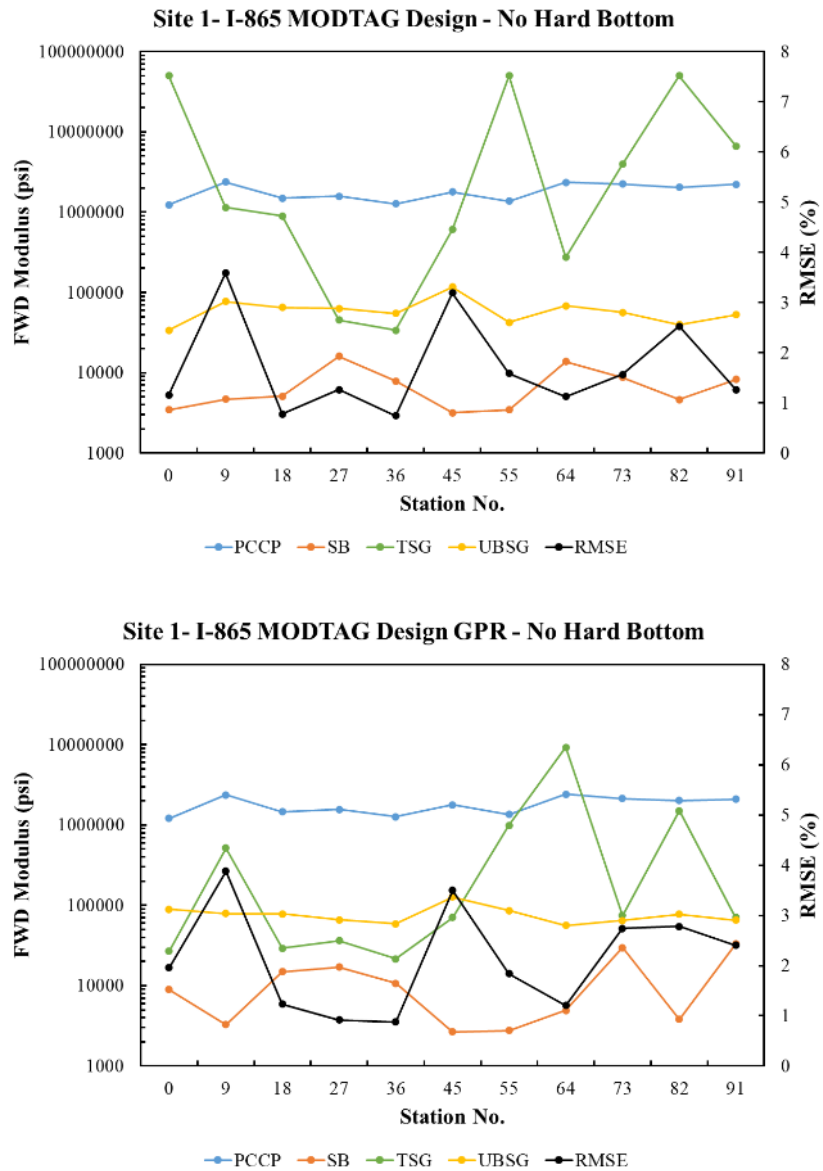 Site 1- I-865 MODTAG Design - No Hard Bottom
100000000
10000000
1000000
100000
10000
1000
FWD Modulus (psi)
8
7
6
5
4
3
2
1
0
RMSE (%)
0 9 18 27 36 45 55 64 73 82 91
Station No.
PCCP SB TSG UBSG RMSE
Site 1- I-865 MODTAG Design GPR - No Hard Bottom
100000000
10000000
1000000
100000
10000
1000
FWD Modulus (psi)
8
7
6
5
4
3
2
1
0
RMSE (%)
0 9 18 27 36 45 55 64 73 82 91
Station No.
PCCP SB TSG UBSG RMSE